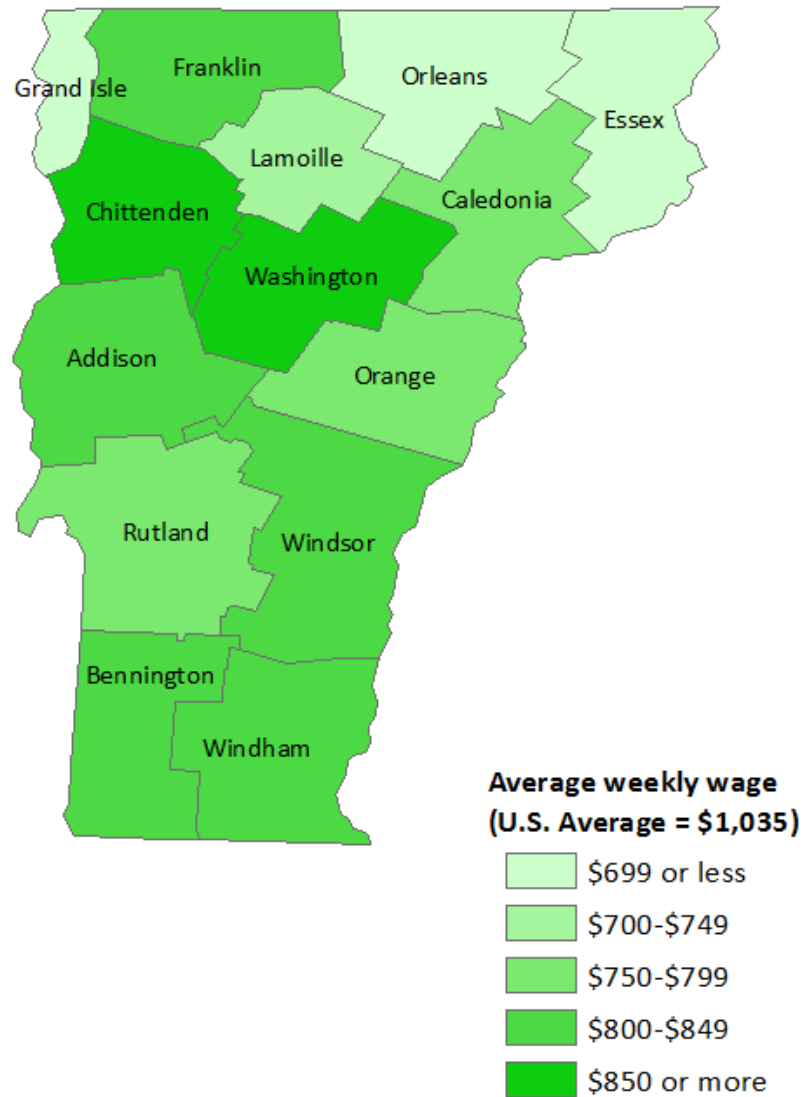 Franklin
Orleans
Grand Isle
Essex
Lamoille
Caledonia
Chittenden
Washington
Addison
Orange
Rutland
Windsor
Bennington
Windham
Average weekly wage
(U.S. Average = $1,035)
$699 or less
$700-$749
$750-$799
$800-$849
$850 or more